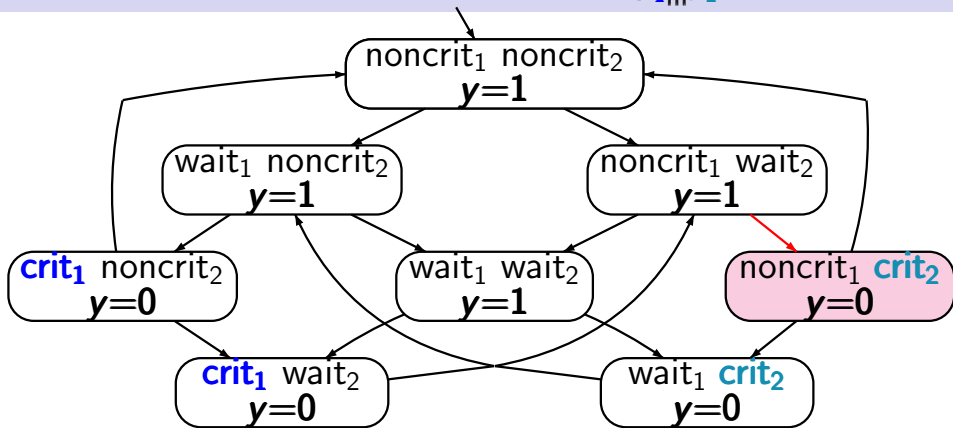 noncrit₁ noncrit₂
y=1
wait₁ noncrit₂
y=1
noncrit₁ wait₂
y=1
crit₁ noncrit₂
y=0
wait₁ wait₂
y=1
noncrit₁ crit₂
y=0
crit₁ wait₂
y=0
wait₁ crit₂
y=0